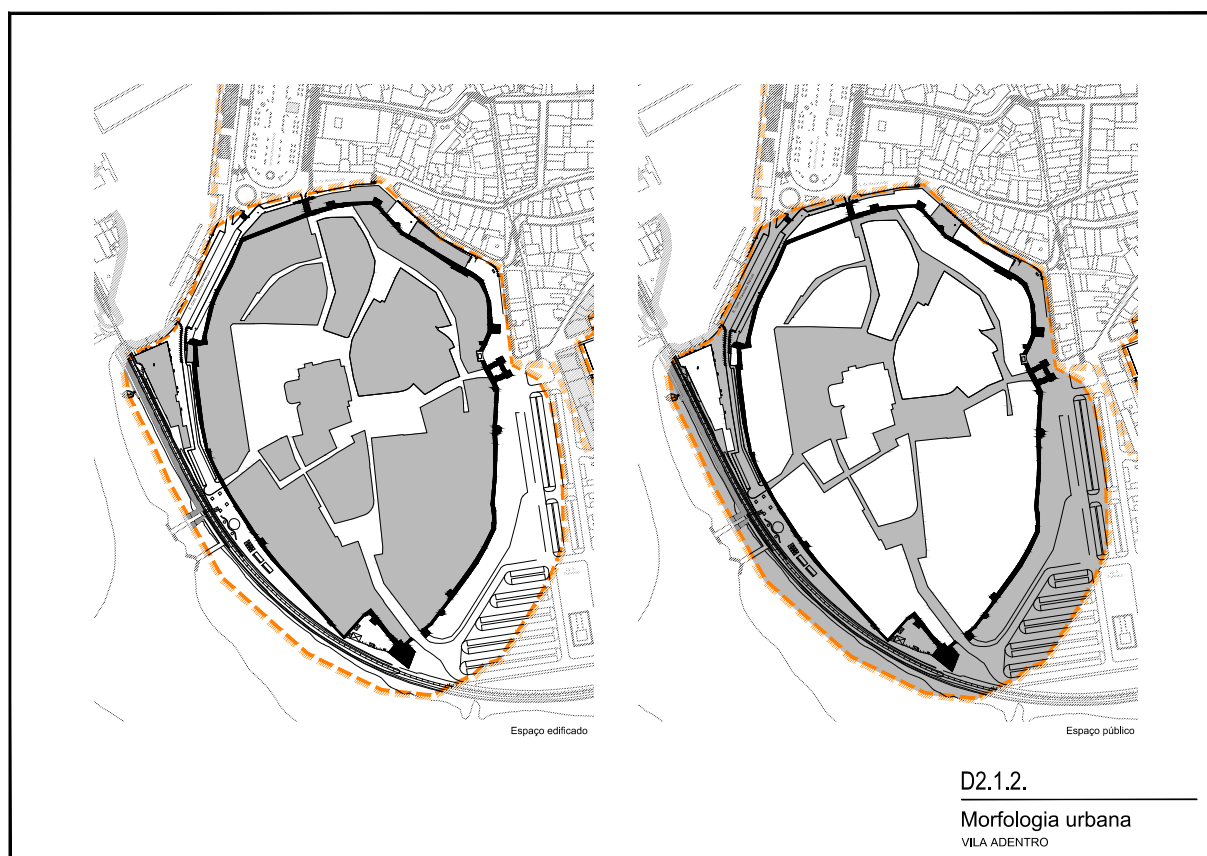 Espaço edificado
Espaço público
D2.1.2.
Morfologia urbana
VILA ADENTRO